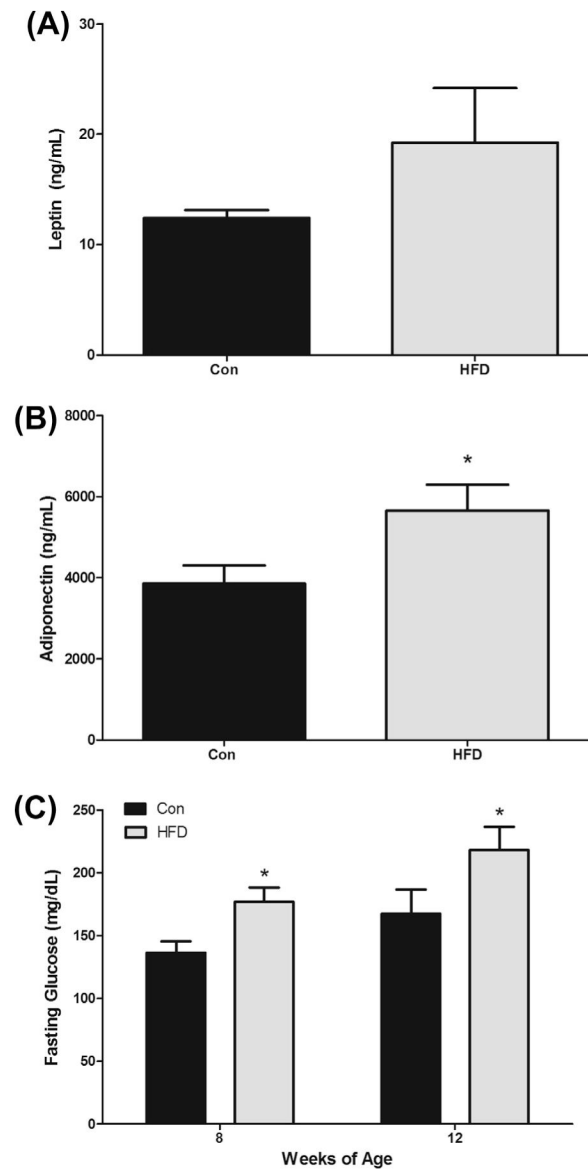 (A)
Leptin (ng/mL)
30
20
10
0
Con HFD
(B)
Adiponectin (ng/mL)
8000
6000
4000
2000
0
*
Con HFD
(C)
Fasting Glucose (mg/dL)
Con
HFD
250
200
150
100
50
0
*
*
8 12
Weeks of Age